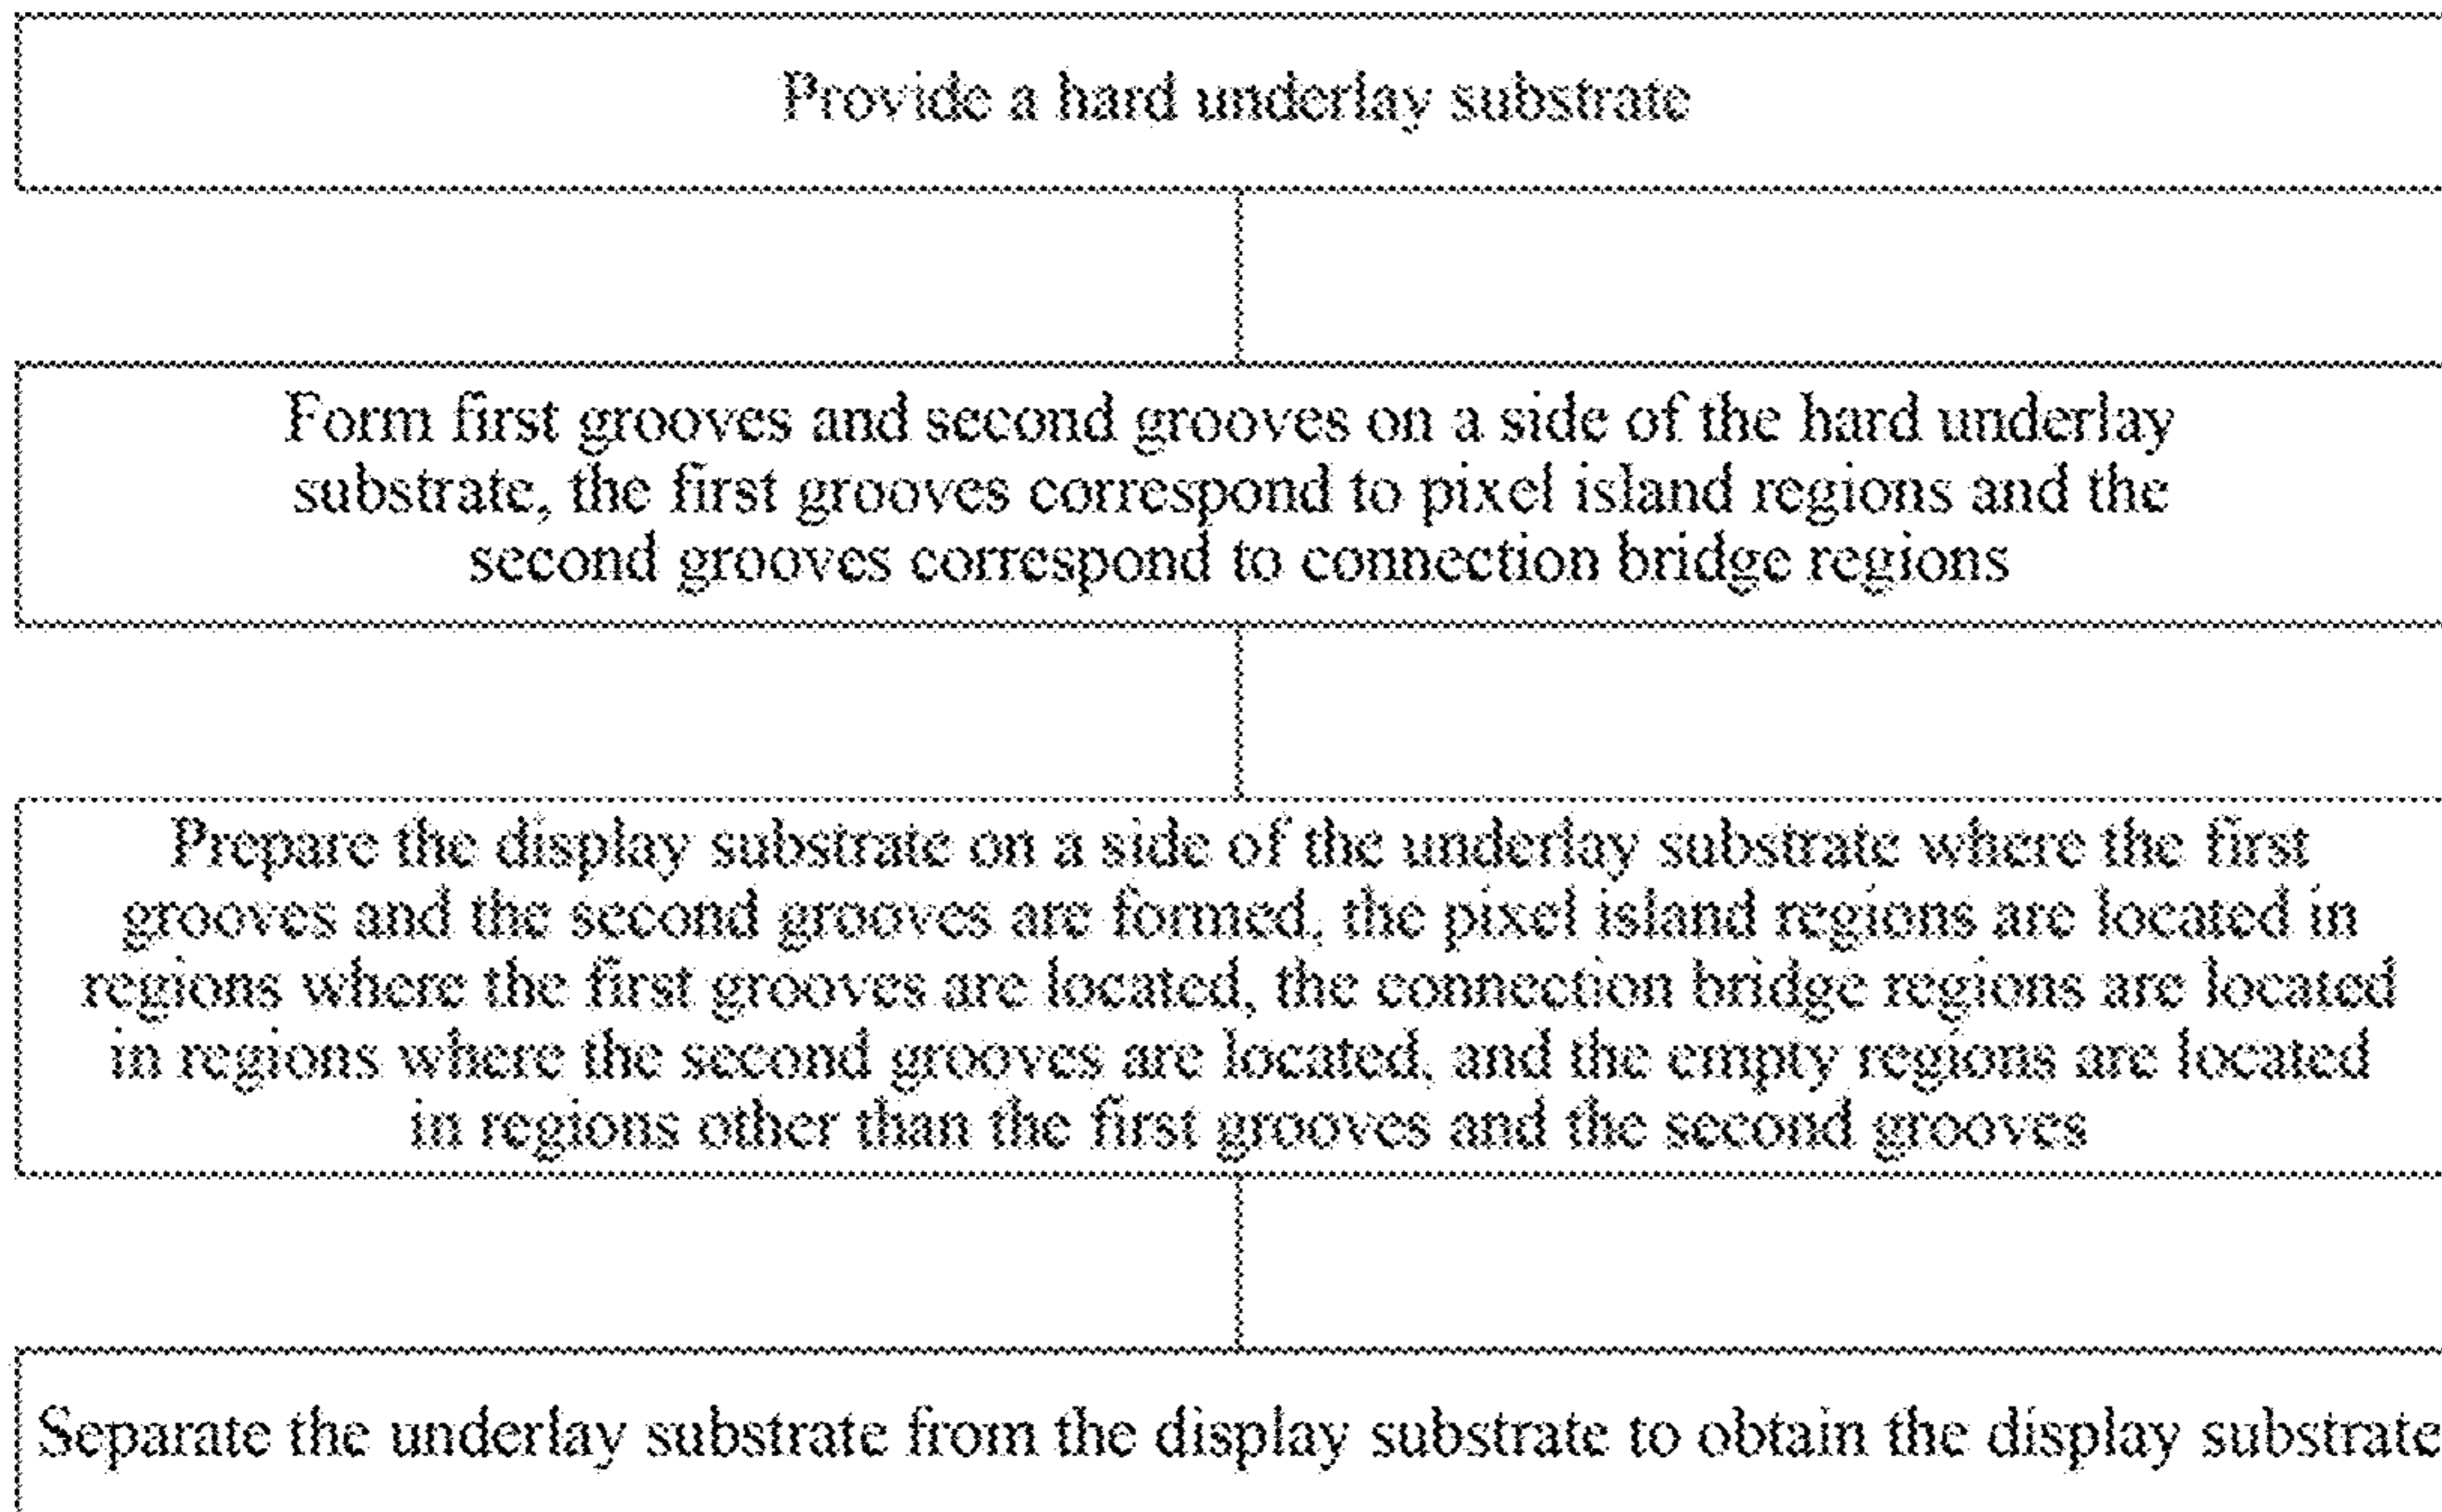 Provide a hard underlay substrate
Form first grooves and second grooves on a side of the hard underlay
substrate, the first grooves correspond to pixel island regions and the
second grooves correspond to connection bridge regions
Prepare the display substrate on a side of the underlay substrate where the first
grooves and the second grooves are formed, the pixel island regions are located in
regions where the first grooves are located, the connection bridge regions are located
in regions where the second grooves are located, and the empty regions are located
in regions other than the first grooves and the second grooves
Separate the underlay substrate from the display substrate to obtain the display substrate